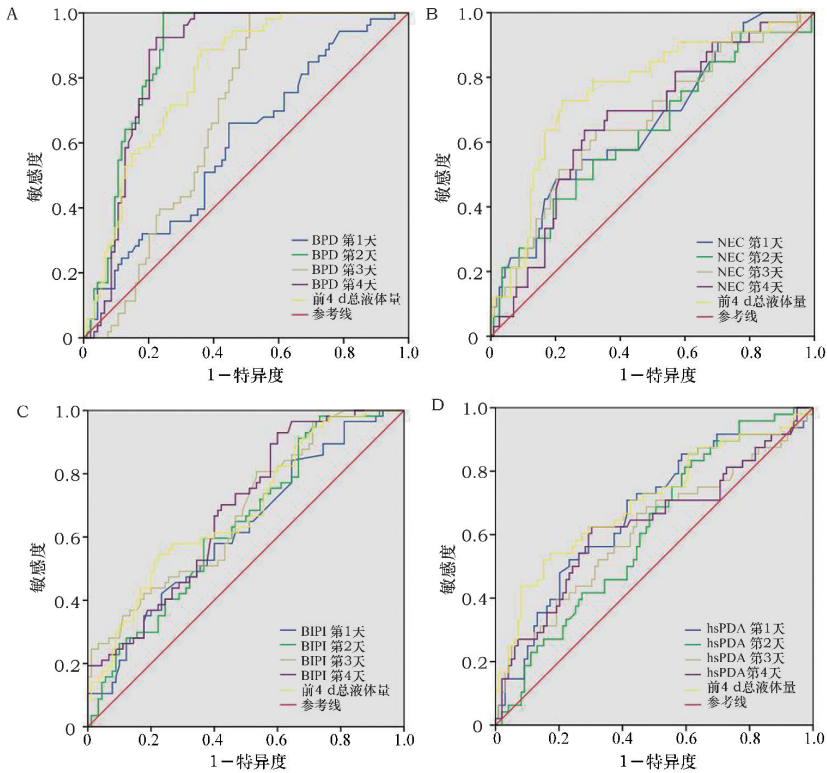 A
1.0
0.8
0.6
0.4
0.2
0
敏感度
BPD 第1天
BPD 第2天
BPD 第3天
BPD 第4天
前4 d总液体量
参考线
0
0.2
0.4
0.6
0.8
1.0
1-特异度
B
1.0
0.8
0.6
0.4
0.2
0
敏感度
NEC 第1天
NEC 第2天
NEC 第3天
NEC 第4天
前4 d总液体量
参考线
0
0.2
0.4
0.6
0.8
1.0
1-特异度
C
1.0
0.8
0.6
0.4
0.2
0
敏感度
BIPI 第1天
BIPI 第2天
BIPI 第3天
BIPI 第4天
前4 d总液体量
参考线
0
0.2
0.4
0.6
0.8
1.0
1-特异度
D
1.0
0.8
0.6
0.4
0.2
0
敏感度
hsPDA 第1天
hsPDA 第2天
hsPDA 第3天
hsPDA第4天
前4 d总液体量
参考线
0
0.2
0.4
0.6
0.8
1.0
1-特异度